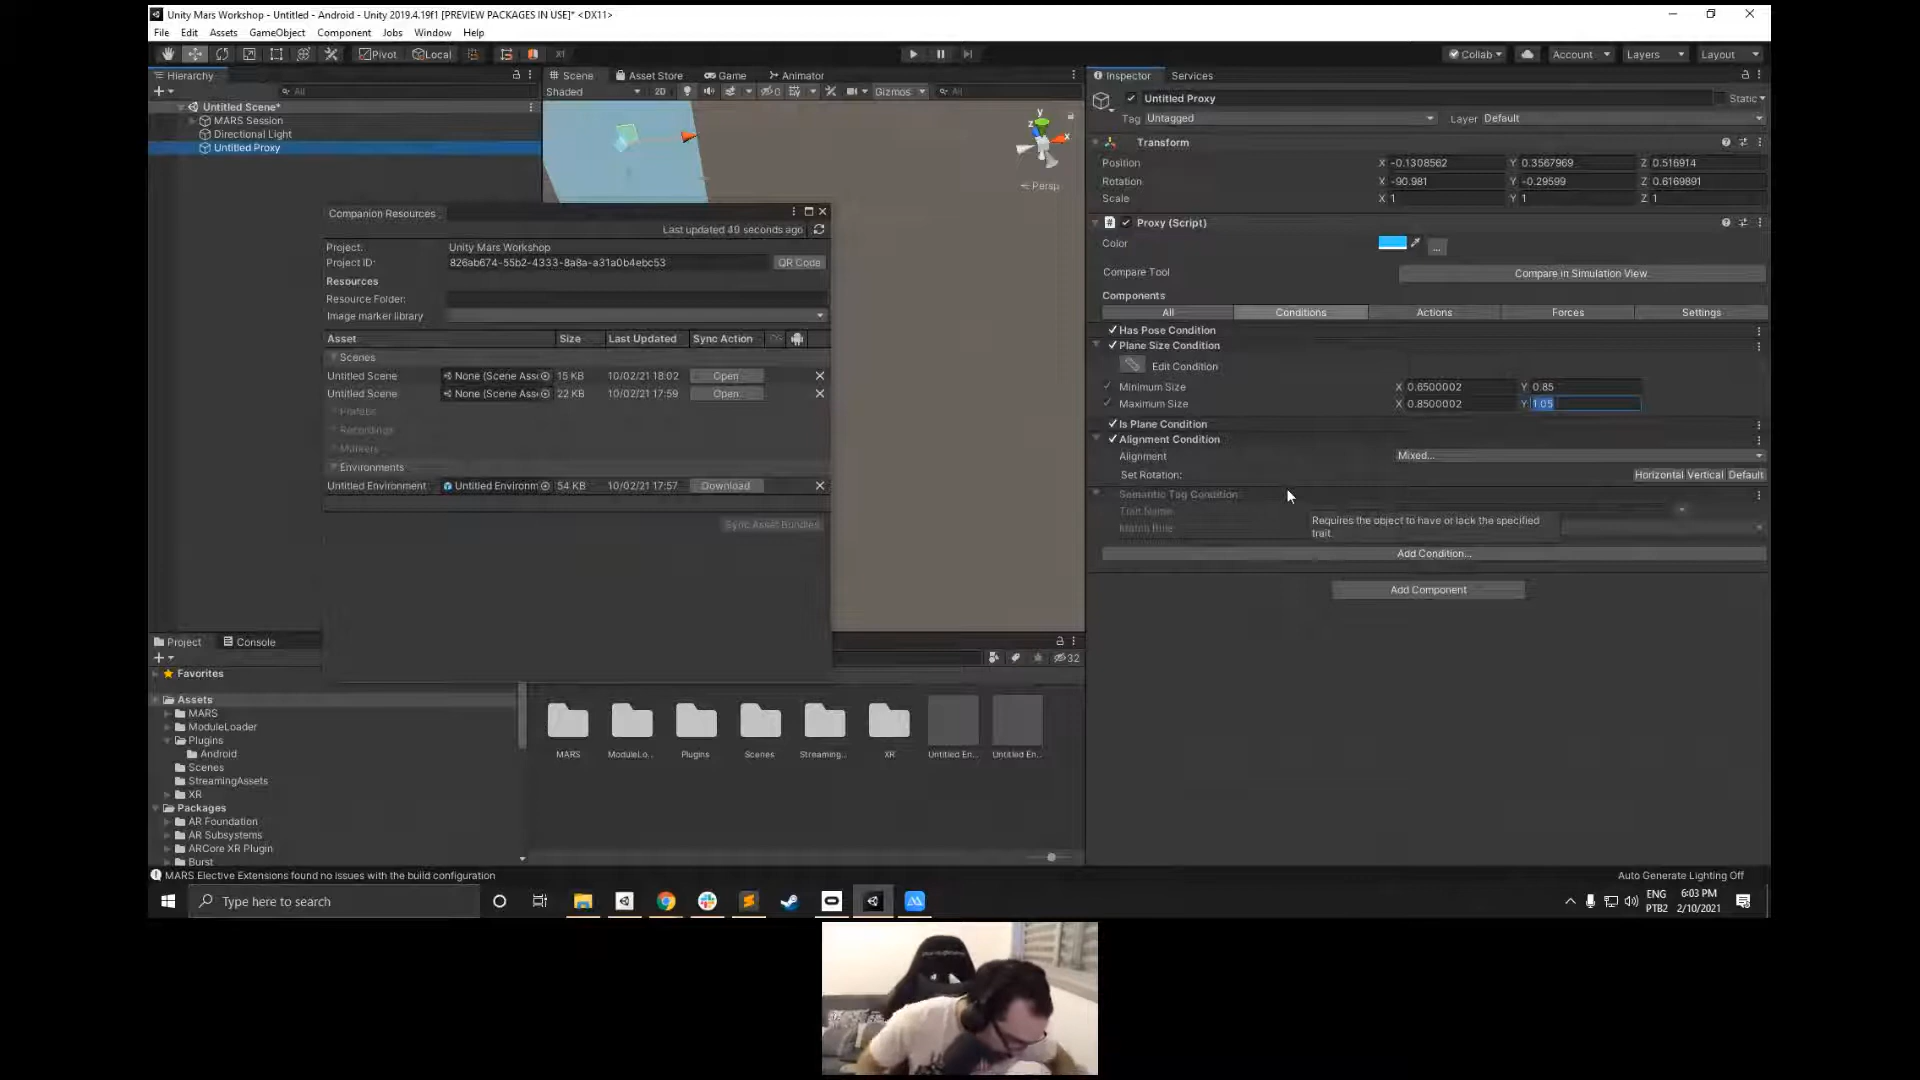 Unity Mars Workshop - Untitled - Android - Unity 2019.4.19f1 [PREVIEW PACKAGES IN USE]* <DX11>
File Edit Assets GameObject Component Jobs Window Help
Pivot Local Collab Account Layers Layout
Hierarchy
All
Untitled Scene*
MARS Session
Directional Light
Untitled Proxy
Scene Asset Store Game Animator
Shaded 2D 0 Gizmos All
y
z
x
Persp
Companion Resources
Last updated 49 seconds ago
Project: Unity Mars Workshop
Project ID: 826ab674-55b2-4333-8a8a-a31a0b4ebc53 QR Code
Resources
Resource Folder:
Image marker library
Asset Size Last Updated Sync Action
Scenes
Untitled Scene None (Scene Ass 15 KB 10/02/21 18:02 Open
Untitled Scene None (Scene Ass 22 KB 10/02/21 17:59 Open
Prefabs
Recordings
Markers
Environments
Untitled Environment Untitled Environm 54 KB 10/02/21 17:57 Download
Sync Asset Bundles
Inspector Services
Untitled Proxy Static
Tag Untagged Layer Default
Transform
Position X -0.1308562 Y 0.3567969 Z 0.516914
Rotation X -90.981 Y -0.29599 Z 0.6169891
Scale X 1 Y 1 Z 1
Proxy (Script)
Color ...
Compare Tool Compare in Simulation View
Components
All Conditions Actions Forces Settings
Has Pose Condition
Plane Size Condition
Edit Condition
Minimum Size X 0.6500002 Y 0.85
Maximum Size X 0.8500002 Y 1.05
Is Plane Condition
Alignment Condition
Alignment Mixed...
Set Rotation: Horizontal Vertical Default
Semantic Tag Condition
Trait Name
Match Rule
Requires the object to have or lack the specified
trait.
Add Condition...
Add Component
Project Console
32
Favorites
Assets
MARS
ModuleLoader
Plugins
Android
Scenes
StreamingAssets
XR
Packages
AR Foundation
AR Subsystems
ARCore XR Plugin
Burst
MARS ModuleLo... Plugins Scenes Streaming... XR Untitled En... Untitled En...
MARS Elective Extensions found no issues with the build configuration
Auto Generate Lighting Off
Type here to search
ENG
PTB2
6:03 PM
2/10/2021